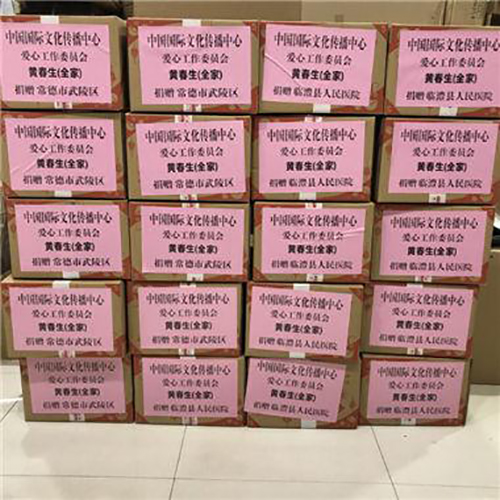 中国国际文化传播中心
爱心工作委员会
黄春生(全家)
捐赠 常德市武陵区
中国国际文化传播中心
爱心工作委员会
黄春生(全家)
捐赠 常德市武陵区
中国国际文化传播中心
爱心工作委员会
黄春生(全家)
捐赠 临澧县人民医院
中国国际文化传播中心
爱心工作委员会
黄春生(全家)
捐赠 临澧县人民医院
中国国际文化传播中心
爱心工作委员会
黄春生(全家)
捐赠 常德市武陵区
中国国际文化传播中心
爱心工作委员会
黄春生(全家)
捐赠 常德市武陵区
中国国际文化传播中心
爱心工作委员会
黄春生(全家)
捐赠 临澧县人民医院
中国国际文化传播中心
爱心工作委员会
黄春生(全家)
捐赠 临澧县人民医院
中国国际文化传播中心
爱心工作委员会
黄春生(全家)
捐赠 常德市武陵区
中国国际文化传播中心
爱心工作委员会
黄春生(全家)
捐赠 常德市武陵区
中国国际文化传播中心
爱心工作委员会
黄春生(全家)
捐赠 临澧县人民医院
中国国际文化传播中心
爱心工作委员会
黄春生(全家)
捐赠 临澧县人民医院
中国国际文化传播中心
爱心工作委员会
黄春生(全家)
捐赠 常德市武陵区
中国国际文化传播中心
爱心工作委员会
黄春生(全家)
捐赠 常德市武陵区
中国国际文化传播中心
爱心工作委员会
黄春生(全家)
捐赠 临澧县人民医院
中国国际文化传播中心
爱心工作委员会
黄春生(全家)
捐赠 临澧县人民医院
中国国际文化传播中心
爱心工作委员会
黄春生(全家)
捐赠 常德市武陵区
中国国际文化传播中心
爱心工作委员会
黄春生(全家)
捐赠 常德市武陵区
中国国际文化传播中心
爱心工作委员会
黄春生(全家)
捐赠 临澧县人民医院
中国国际文化传播中心
爱心工作委员会
黄春生(全家)
捐赠 临澧县人民医院